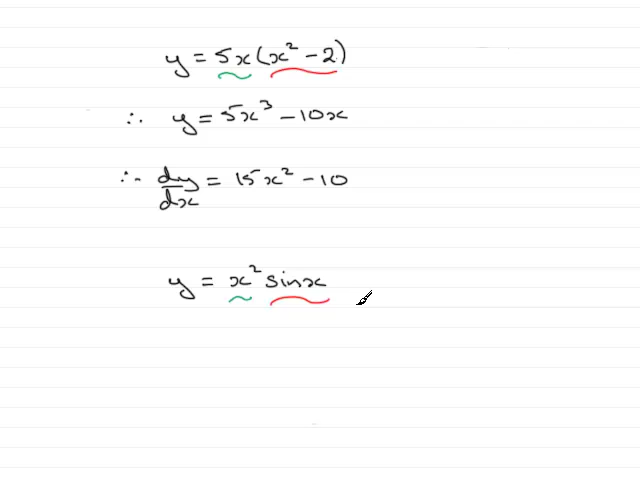 y = 5x(x² − 2)
∴ y = 5x³ − 10x
∴ dy/dx = 15x² − 10
y = x² sinx